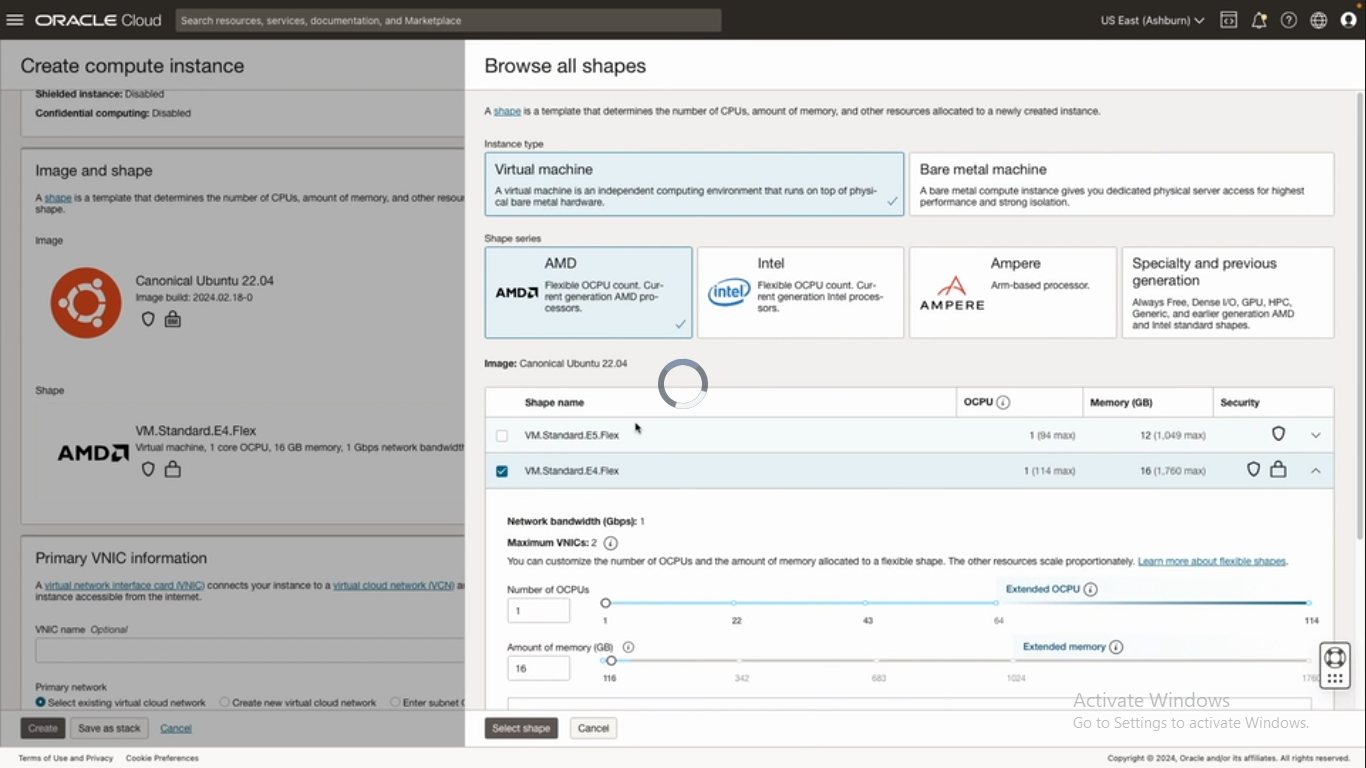 ORACLE Cloud
Search resources, services, documentation, and Marketplace
US East (Ashburn)
Create compute instance
Shielded instance: Disabled
Confidential computing: Disabled
Image and shape
A shape is a template that determines the number of CPUs, amount of memory, and other resou
shape.
Image
Canonical Ubuntu 22.04
Image build: 2024.02.18-0
Shape
AMD
VM.Standard.E4.Flex
Virtual machine, 1 core OCPU, 16 GB memory, 1 Gbps network bandwidth
Primary VNIC information
A virtual network interface card (VNIC) connects your instance to a virtual cloud network (VCN) a
instance accessible from the internet.
VNIC name Optional
Primary network
Select existing virtual cloud network
Create new virtual cloud network
Enter subnet
Create
Save as stack
Cancel
Browse all shapes
A shape is a template that determines the number of CPUs, amount of memory, and other resources allocated to a newly created instance.
Instance type
Virtual machine
A virtual machine is an independent computing environment that runs on top of physi-
cal bare metal hardware.
Bare metal machine
A bare metal compute instance gives you dedicated physical server access for highest
performance and strong isolation.
Shape series
AMD
AMD
Flexible OCPU count. Cur-
rent generation AMD pro-
cessors.
intel
Intel
Flexible OCPU count. Cur-
rent generation Intel proces-
sors.
AMPERE
Ampere
Arm-based processor.
Specialty and previous
generation
Always Free, Dense I/O, GPU, HPC,
Generic, and earlier generation AMD
and Intel standard shapes.
Image: Canonical Ubuntu 22.04
Shape name
OCPU
Memory (GB)
Security
VM.Standard.E5.Flex
1 (94 max)
12 (1,049 max)
VM.Standard.E4.Flex
1 (114 max)
16 (1,760 max)
Network bandwidth (Gbps): 1
Maximum VNICs: 2
You can customize the number of OCPUs and the amount of memory allocated to a flexible shape. The other resources scale proportionately. Learn more about flexible shapes.
Number of OCPUs
1
Extended OCPU
1 22 43 64 114
Amount of memory (GB)
16
Extended memory
116 342 683 1024 1760
Select shape
Cancel
Activate Windows
Go to Settings to activate Windows.
Terms of Use and Privacy
Cookie Preferences
Copyright © 2024, Oracle and/or its affiliates. All rights reserved.